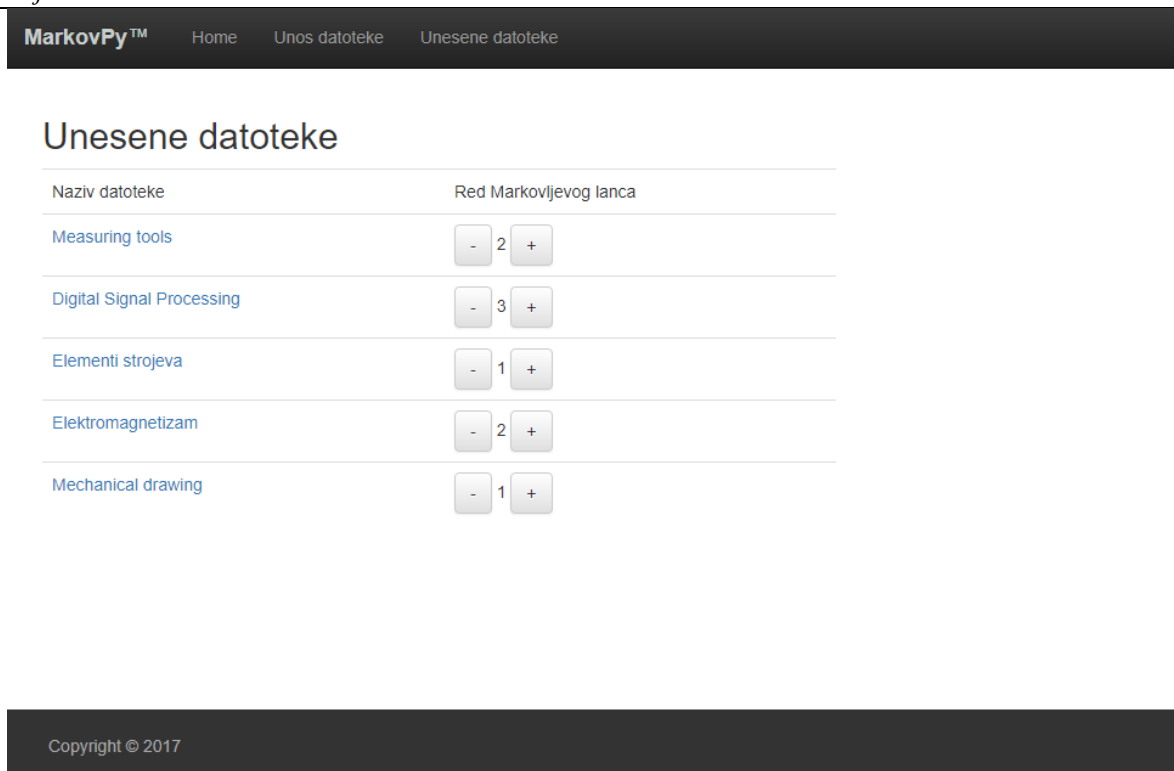 MarkovPy™ Home Unos datoteke Unesene datoteke
Unesene datoteke
Naziv datoteke Red Markovljevog lanca
Measuring tools - 2 +
Digital Signal Processing - 3 +
Elementi strojeva - 1 +
Elektromagnetizam - 2 +
Mechanical drawing - 1 +
Copyright © 2017